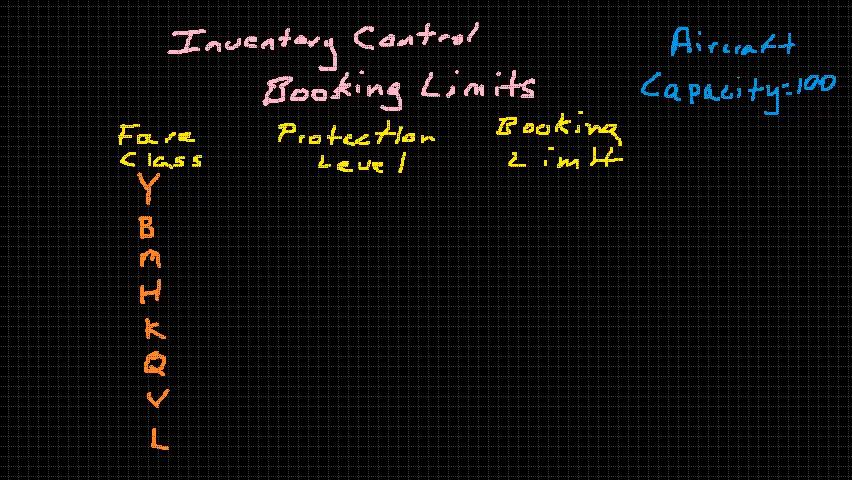 Inventory Control
Booking Limits
Aircraft
Capacity=100
Fare Class
Protection Level
Booking Limit
Y
B
M
H
K
Q
V
L